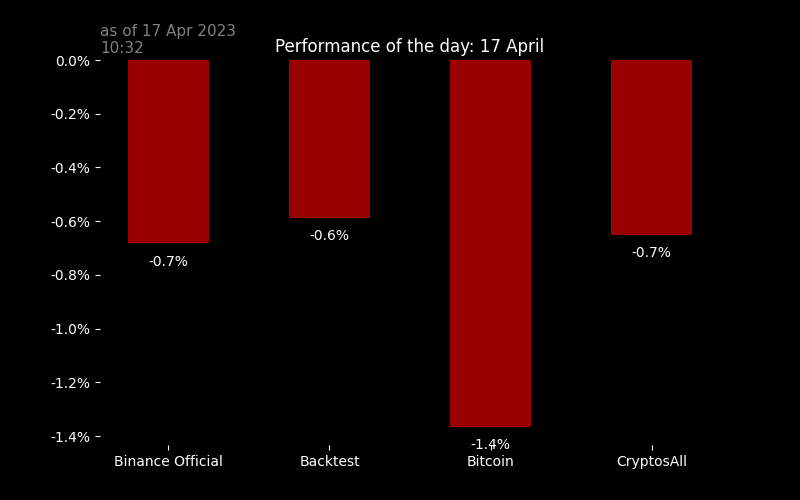 as of 17 Apr 2023
10:32
Performance of the day: 17 April
0.0%
-0.2%
-0.4%
-0.6%
-0.8%
-1.0%
-1.2%
-1.4%
-0.7%
-0.6%
-1.4%
-0.7%
Binance Official
Backtest
Bitcoin
CryptosAll